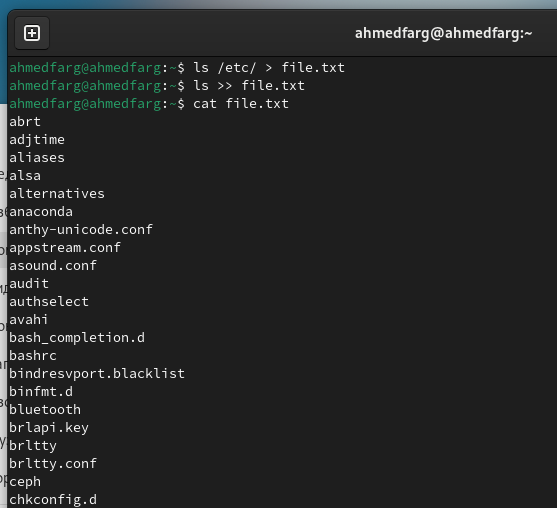 ahmedfarg@ahmedfarg:~
ahmedfarg@ahmedfarg:~$ ls /etc/ > file.txt
ahmedfarg@ahmedfarg:~$ ls >> file.txt
ahmedfarg@ahmedfarg:~$ cat file.txt
abrt
adjtime
aliases
alsa
alternatives
anaconda
anthy-unicode.conf
appstream.conf
asound.conf
audit
authselect
avahi
bash_completion.d
bashrc
bindresvport.blacklist
binfmt.d
bluetooth
brlapi.key
brltty
brltty.conf
ceph
chkconfig.d